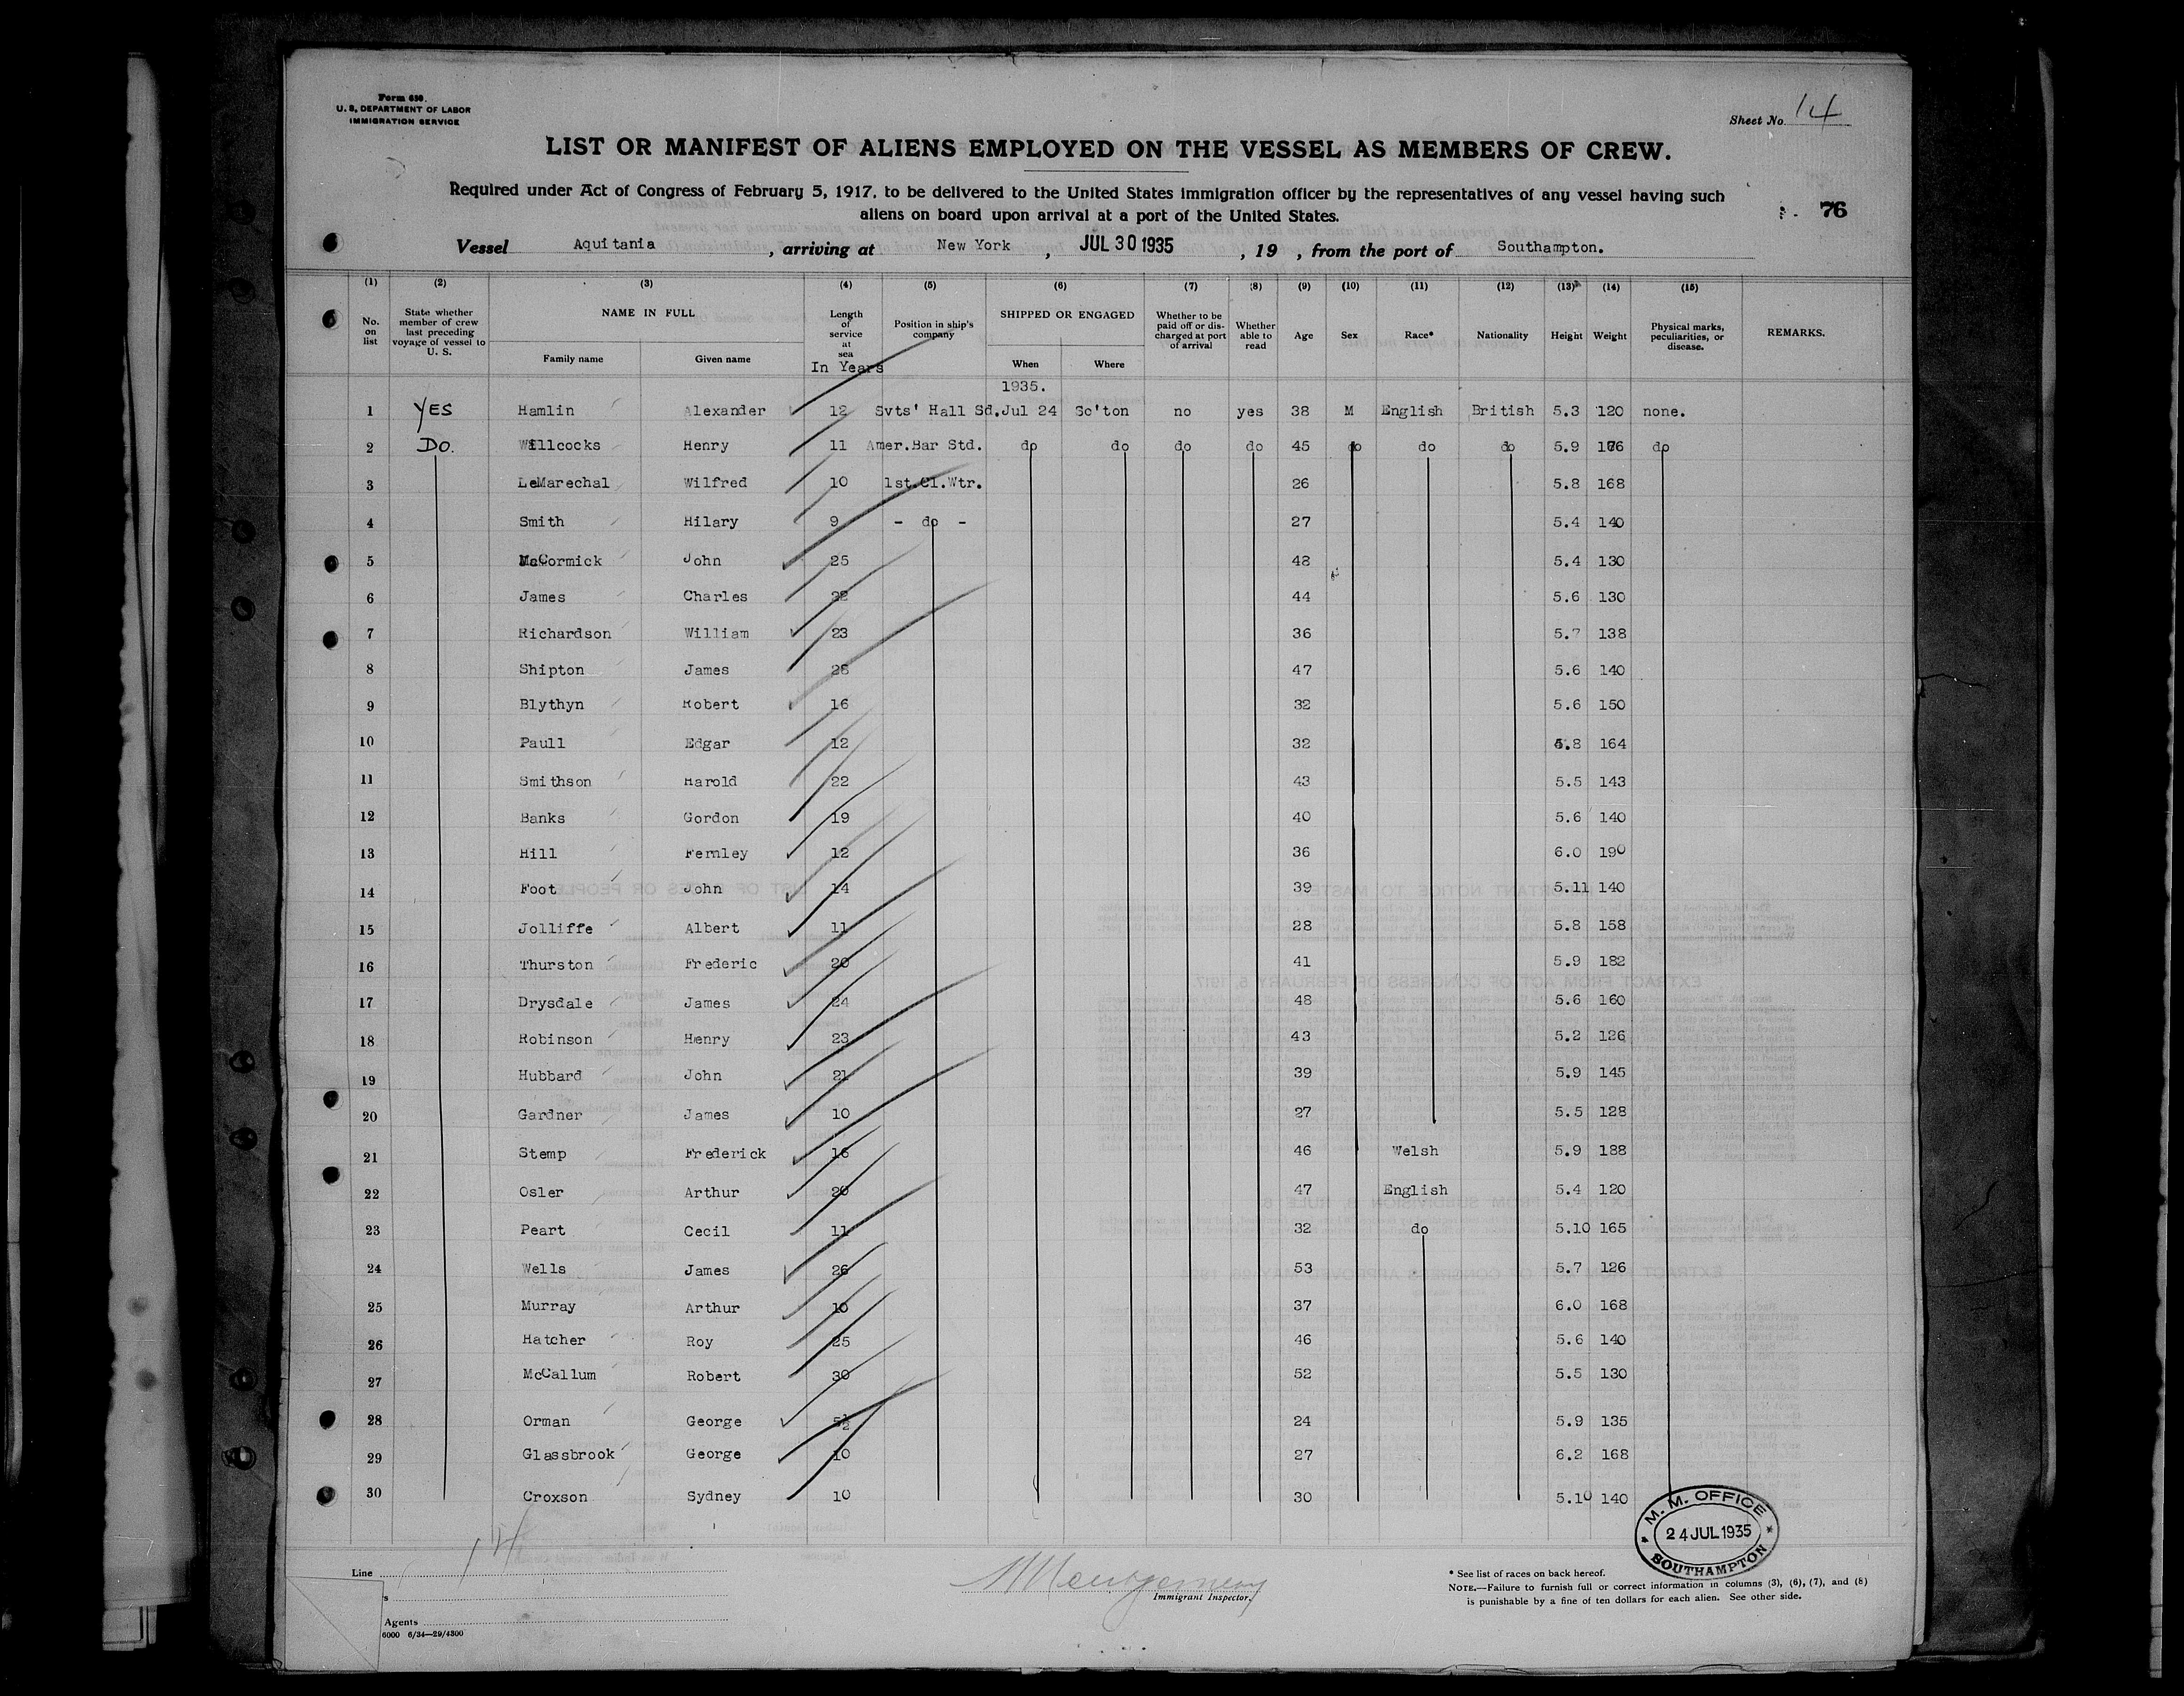 Form 630.
U. S. DEPARTMENT OF LABOR
IMMIGRATION SERVICE
Sheet No. 14
LIST OR MANIFEST OF ALIENS EMPLOYED ON THE VESSEL AS MEMBERS OF CREW.
Required under Act of Congress of February 5, 1917, to be delivered to the United States immigration officer by the representatives of any vessel having such
aliens on board upon arrival at a port of the United States.
76
Vessel Aquitania , arriving at New York , JUL 30 1935 , 19 , from the port of Southampton.
(1) (2) (3) (4) (5) (6) (7) (8) (9) (10) (11) (12) (13) (14) (15)
No. on list State whether member of crew last preceding voyage of vessel to U. S. NAME IN FULL Family name Given name Length of service at sea In Years Position in ship's company SHIPPED OR ENGAGED When Where Whether to be paid off or discharged at port of arrival Whether able to read Age Sex Race* Nationality Height Weight Physical marks, peculiarities, or disease. REMARKS.
1935.
1 YES Hamlin Alexander 12 Svts' Hall Sd. Jul 24 So'ton no yes 38 M English British 5.3 120 none.
2 DO. Willcocks Henry 11 Amer.Bar Std. do do do do 45 do do do 5.9 do
3 LeMarechal Wilfred 10 1st.Cl.Wtr. 26 5.8 168
4 Smith Hilary 9 - do - 27 5.4 140
5 McCormick John 25 48 5.4 130
6 James Charles 44 5.6 130
7 Richardson William 23 36 5.7 138
8 Shipton James 28 47 5.6 140
9 Blythyn Robert 16 32 5.6 150
10 Paull Edgar 12 32 5.8 164
11 Smithson Harold 22 43 5.5 143
12 Banks Gordon 19 40 5.6 140
13 Hill Fernley 12 36 6.0 190
14 Foot John 14 39 5.11 140
15 Jolliffe Albert 11 28 5.8 158
16 Thurston Frederic 20 41 5.9 182
17 Drysdale James 24 48 5.6 160
18 Robinson Henry 23 43 5.2 126
19 Hubbard John 21 39 5.9 145
20 Gardner James 10 27 5.5 128
21 Stemp Frederick 16 46 Welsh 5.9 188
22 Osler Arthur 20 47 English 5.4 120
23 Peart Cecil 11 32 do 5.10 165
24 Wells James 26 53 5.7 126
25 Murray Arthur 10 37 6.0 168
26 Hatcher Roy 25 46 5.6 140
27 McCallum Robert 30 52 5.5 130
28 Orman George 5½ 24 5.9 135
29 Glassbrook George 10 27 6.2 168
30 Croxson Sydney 10 30 5.10 140
M. M. OFFICE
24 JUL 1935
SOUTHAMPTON
14
Line
Montgomery
Immigrant Inspector.
* See list of races on back hereof.
NOTE.—Failure to furnish full or correct information in columns (3), (6), (7), and (8)
is punishable by a fine of ten dollars for each alien. See other side.
s
Agents
6000 6/34—29/4300